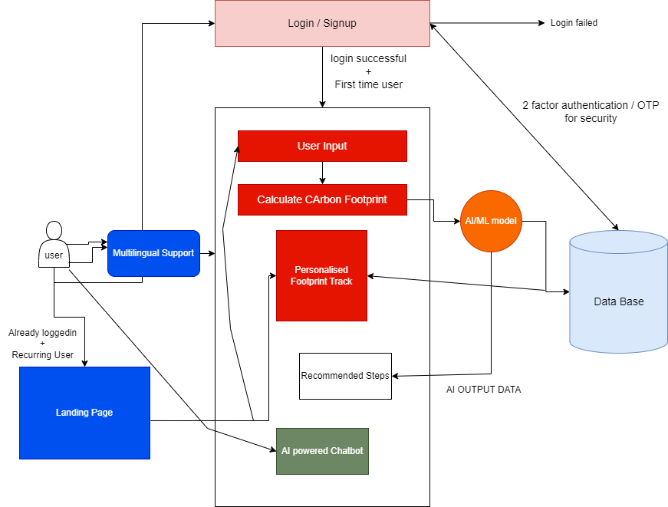 Login / Signup
Login failed
login successful
+
First time user
2 factor authentication / OTP
for security
User Input
Calculate CArbon Footprint
AI/ML model
user
Multilingual Support
Personalised
Footprint Track
Data Base
Already loggedin
+
Recurring User
Recommended Steps
AI OUTPUT DATA
Landing Page
AI powered Chatbot